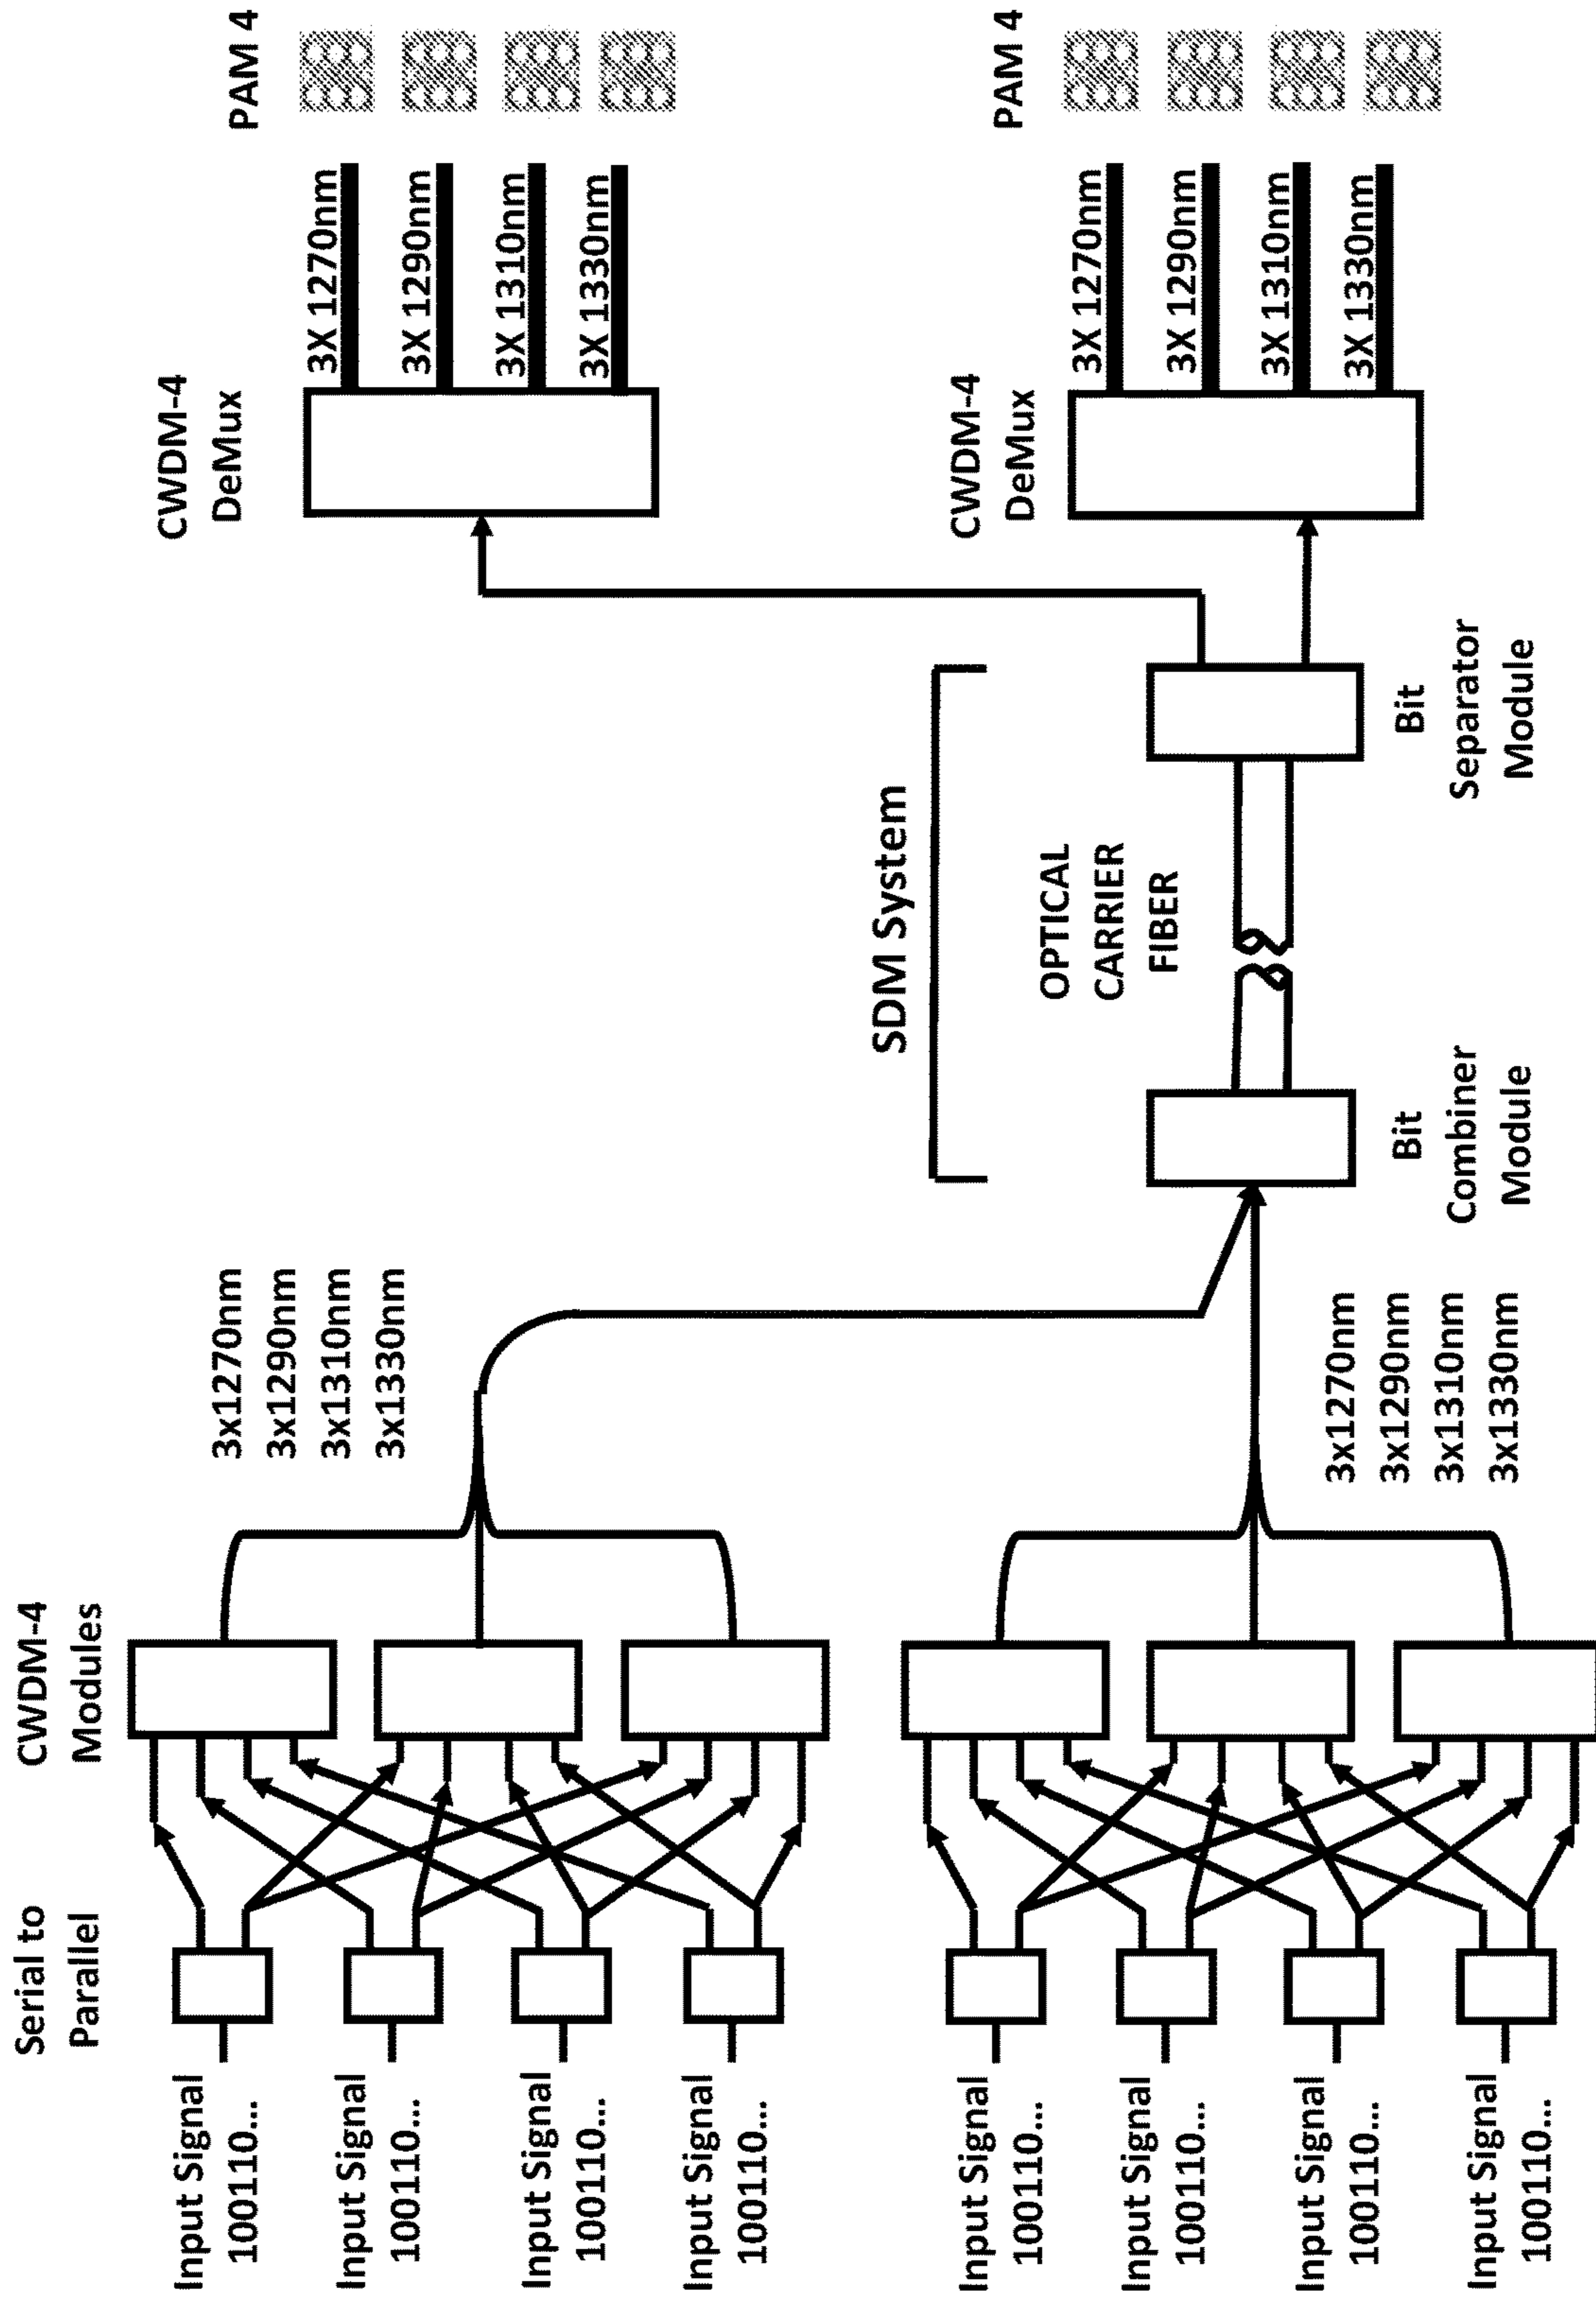 Serial to
Parallel
CWDM-4
Modules
Input Signal
100110...
Input Signal
100110...
Input Signal
100110...
Input Signal
100110...
3x1270nm
3x1290nm
3x1310nm
3x1330nm
CWDM-4
DeMux
PAM 4
3X 1270nm
3X 1290nm
3X 1310nm
3X 1330nm
SDM System
OPTICAL
CARRIER
FIBER
Input Signal
100110...
Input Signal
100110...
Input Signal
100110...
Input Signal
100110...
3x1270nm
3x1290nm
3x1310nm
3x1330nm
Bit
Combiner
Module
Bit
Separator
Module
CWDM-4
DeMux
PAM 4
3X 1270nm
3X 1290nm
3X 1310nm
3X 1330nm